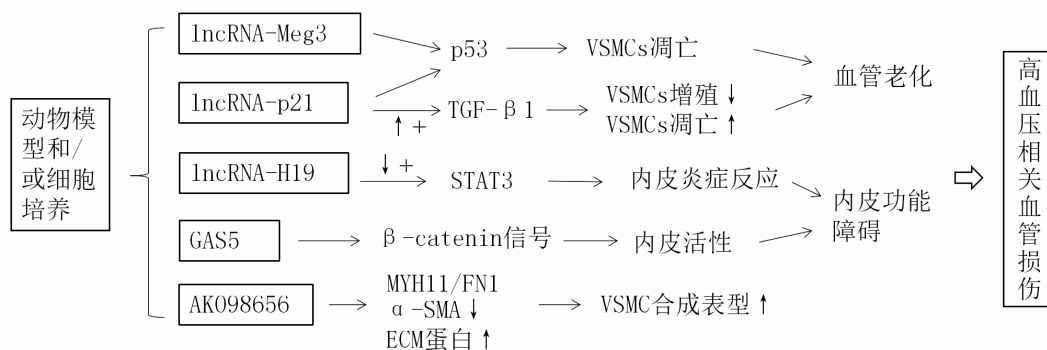 动物模
型和/
或细胞
培养
lncRNA-Meg3
p53
VSMCs凋亡
血管老化
lncRNA-p21
↑+
TGF-β1
VSMCs增殖↓
VSMCs凋亡↑
lncRNA-H19
↓+
STAT3
内皮炎症反应
内皮功能
障碍
GAS5
β-catenin信号
内皮活性
AK098656
MYH11/FN1
α-SMA↓
ECM蛋白↑
VSMC合成表型↑
高血压相关血管损伤